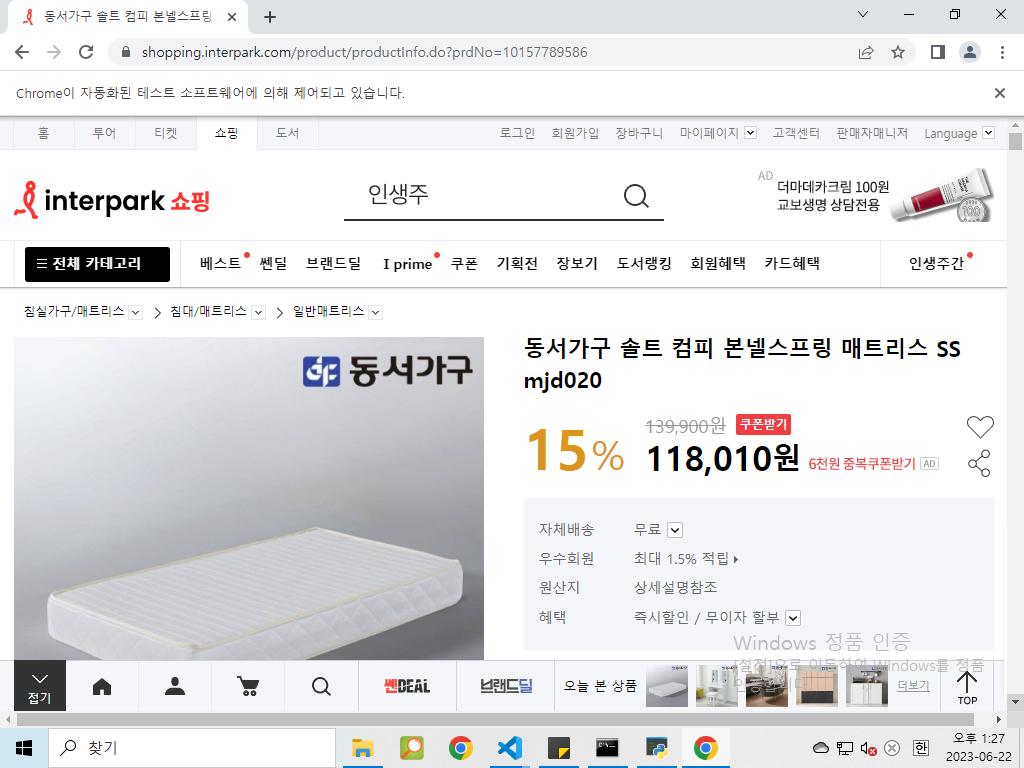 동서가구 솔트 컴피 본넬스프링
shopping.interpark.com/product/productInfo.do?prdNo=10157789586
Chrome이 자동화된 테스트 소프트웨어에 의해 제어되고 있습니다.
홈 투어 티켓 쇼핑 도서 로그인 회원가입 장바구니 마이페이지 고객센터 판매자매니저 Language
interpark 쇼핑
인생주
AD
더마데카크림 100원
교보생명 상담전용
100
전체 카테고리 베스트 쎈딜 브랜드딜 I prime 쿠폰 기획전 장보기 도서랭킹 회원혜택 카드혜택 인생주간
침실가구/매트리스 침대/매트리스 일반매트리스
동서가구
동서가구 솔트 컴피 본넬스프링 매트리스 SS
mjd020
139,900원 쿠폰받기
15% 118,010원 6천원 중복쿠폰받기 AD
자체배송 무료
우수회원 최대 1.5% 적립
원산지 상세설명참조
혜택 즉시할인 / 무이자 할부
Windows 정품 인증
[설정]으로 이동하여 Windows를 정품
인증합니다.
접기 쎈DEAL 브랜드딜 오늘 본 상품 더보기 TOP
찾기
한
오후 1:27
2023-06-22